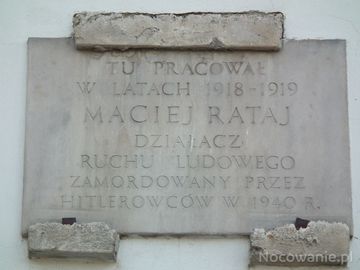 TU PRACOWAŁ
W LATACH 1918-1919
MACIEJ RATAJ
DZIAŁACZ
RUCHU LUDOWEGO
ZAMORDOWANY PRZEZ
HITLEROWCÓW W 1940 R.
Nocowanie.pl